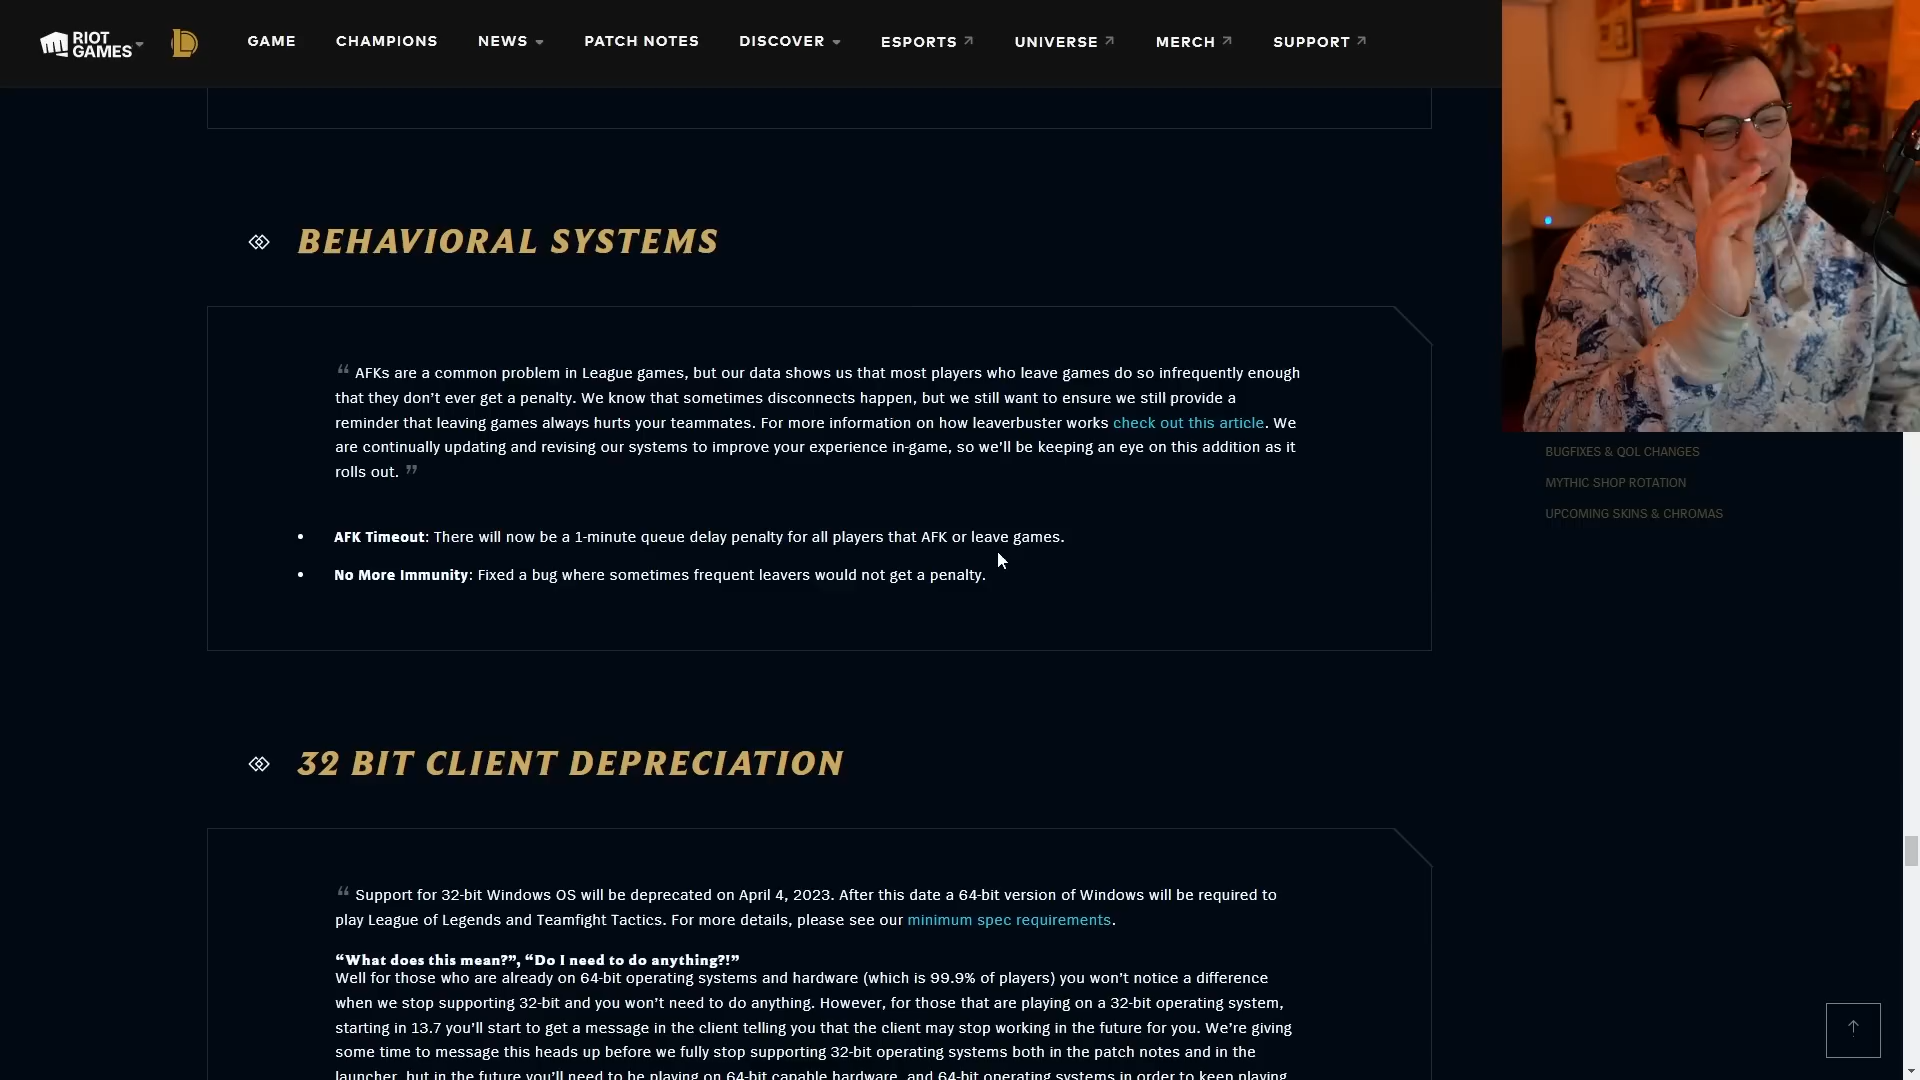 RIOT GAMES
GAME CHAMPIONS NEWS PATCH NOTES DISCOVER ESPORTS UNIVERSE MERCH SUPPORT
BEHAVIORAL SYSTEMS
“ AFKs are a common problem in League games, but our data shows us that most players who leave games do so infrequently enough
that they don’t ever get a penalty. We know that sometimes disconnects happen, but we still want to ensure we still provide a
reminder that leaving games always hurts your teammates. For more information on how leaverbuster works check out this article. We
are continually updating and revising our systems to improve your experience in-game, so we’ll be keeping an eye on this addition as it
rolls out. ”
• AFK Timeout: There will now be a 1-minute queue delay penalty for all players that AFK or leave games.
• No More Immunity: Fixed a bug where sometimes frequent leavers would not get a penalty.
BUGFIXES & QOL CHANGES
MYTHIC SHOP ROTATION
UPCOMING SKINS & CHROMAS
32 BIT CLIENT DEPRECIATION
“ Support for 32-bit Windows OS will be deprecated on April 4, 2023. After this date a 64-bit version of Windows will be required to
play League of Legends and Teamfight Tactics. For more details, please see our minimum spec requirements.
“What does this mean?”, “Do I need to do anything?!”
Well for those who are already on 64-bit operating systems and hardware (which is 99.9% of players) you won’t notice a difference
when we stop supporting 32-bit and you won’t need to do anything. However, for those that are playing on a 32-bit operating system,
starting in 13.7 you’ll start to get a message in the client telling you that the client may stop working in the future for you. We’re giving
some time to message this heads up before we fully stop supporting 32-bit operating systems both in the patch notes and in the
launcher, but in the future you’ll need to be playing on 64-bit capable hardware, and 64-bit operating systems in order to keep playing